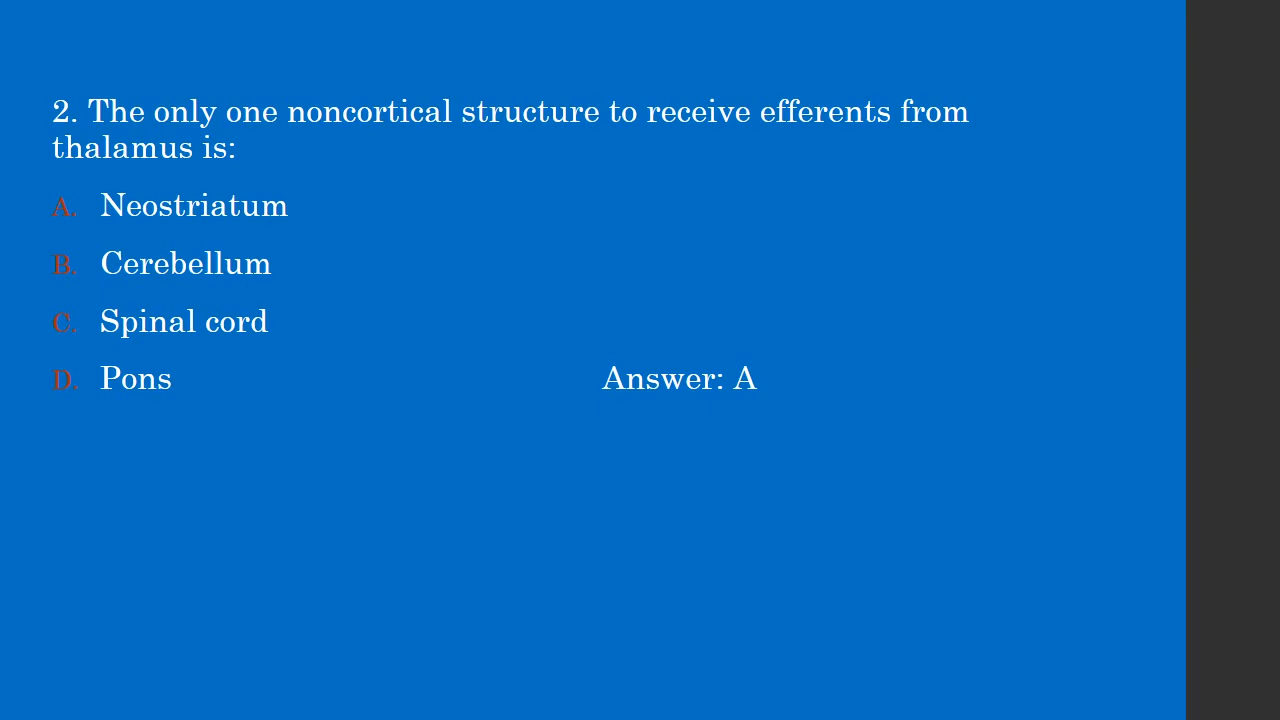 2. The only one noncortical structure to receive efferents from
thalamus is:
A. Neostriatum
B. Cerebellum
C. Spinal cord
D. Pons Answer: A